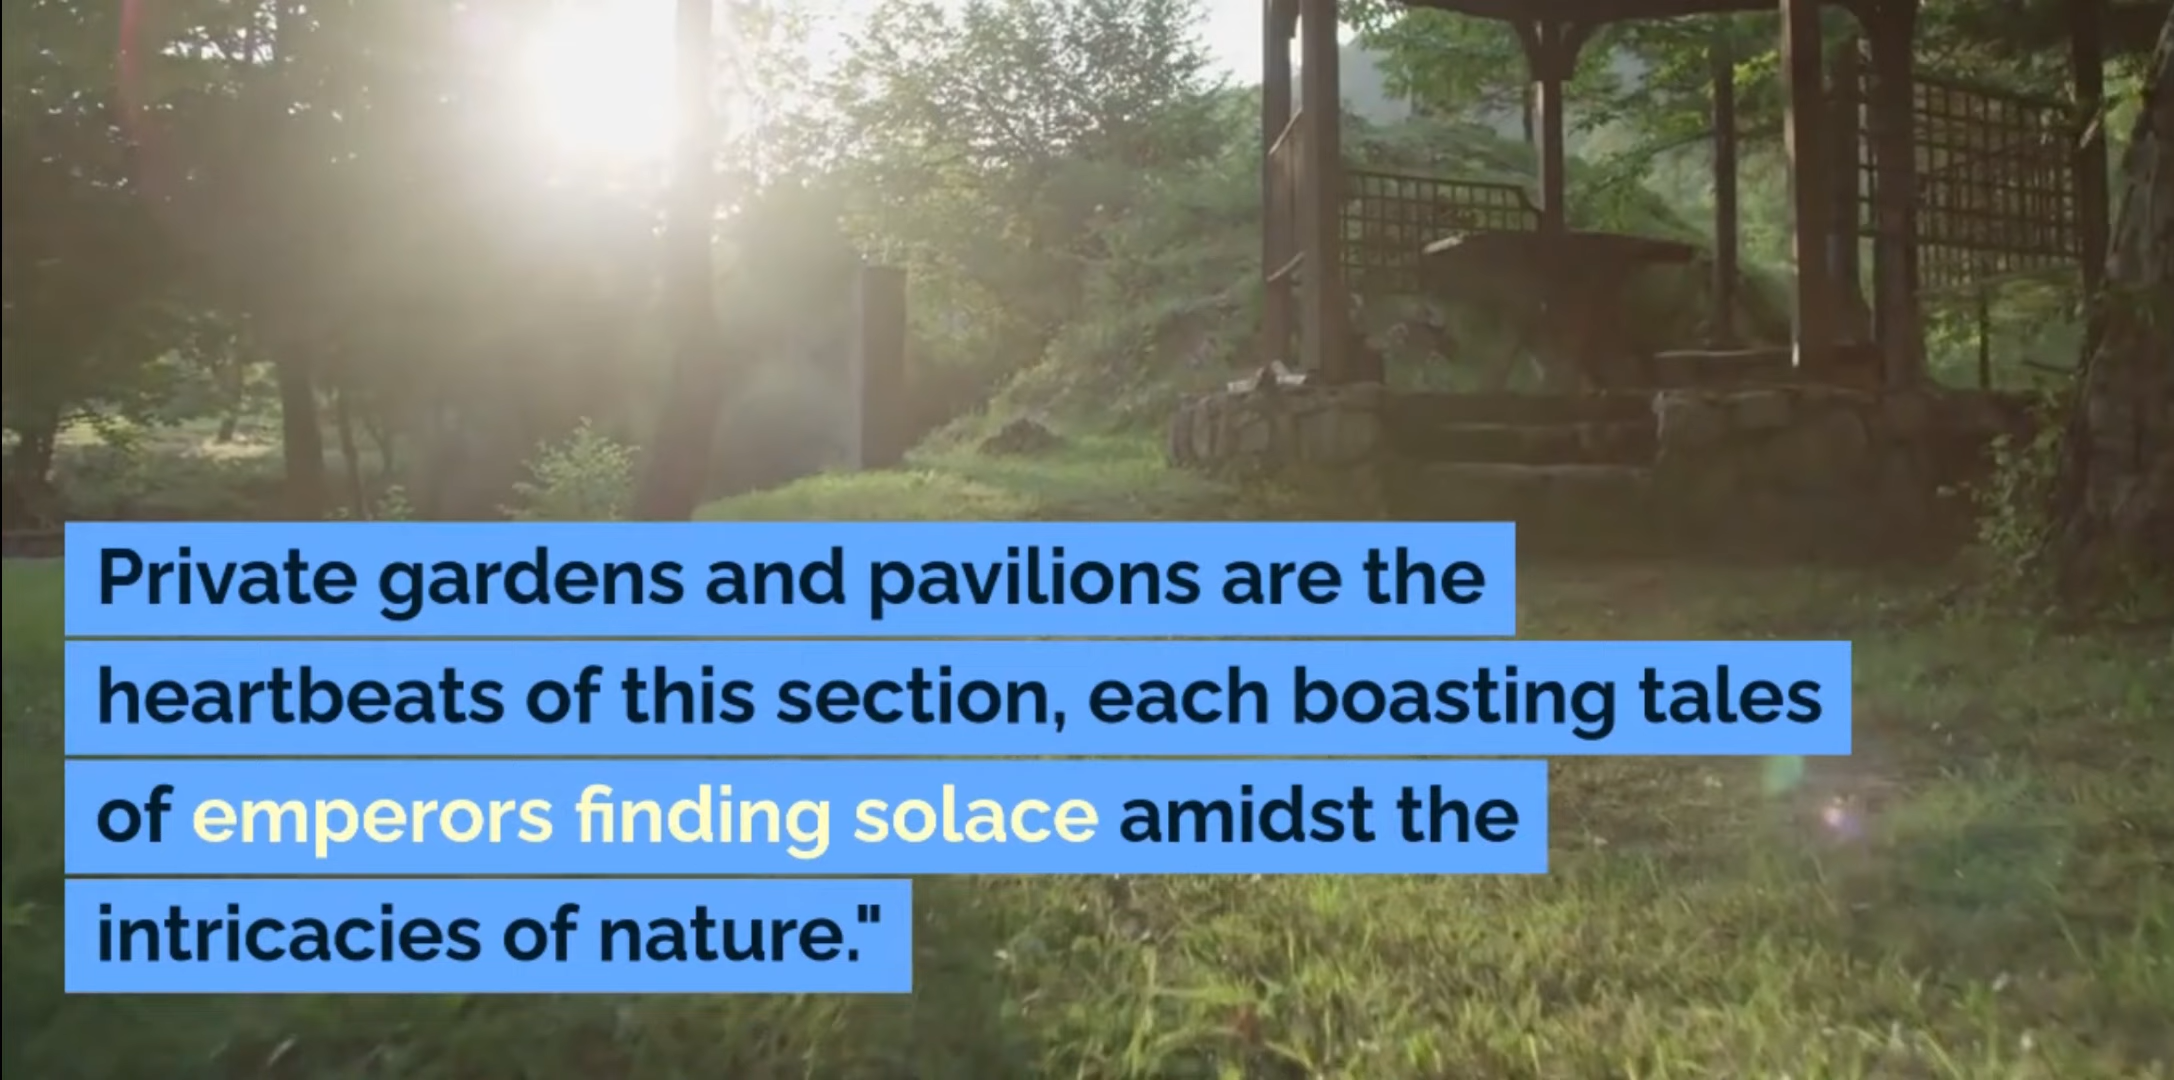 Private gardens and pavilions are the
heartbeats of this section, each boasting tales
of emperors finding solace amidst the
intricacies of nature."